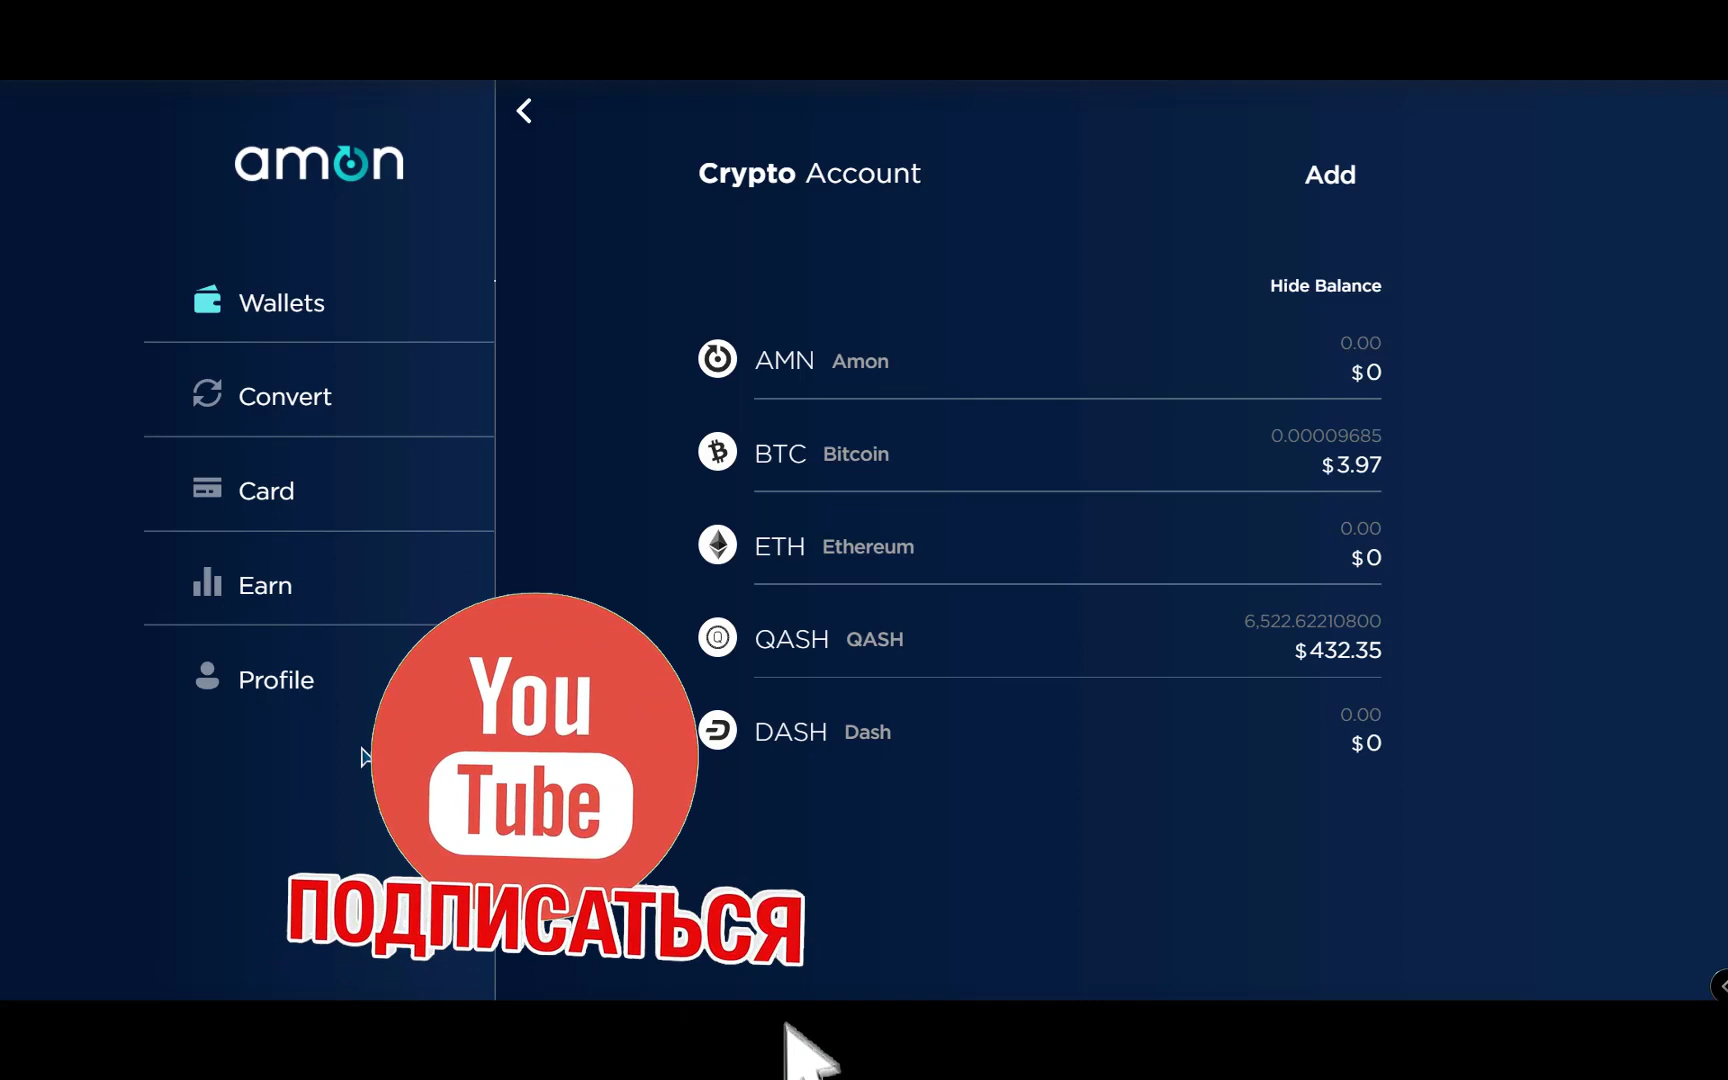 amon
Wallets
Convert
Card
Earn
Profile
Crypto Account
Add
Hide Balance
AMN Amon
0.00
$0
BTC Bitcoin
0.00009685
$3.97
ETH Ethereum
0.00
$0
QASH QASH
6,522.62210800
$432.35
DASH Dash
0.00
$0
You
Tube
ПОДПИСАТЬСЯ